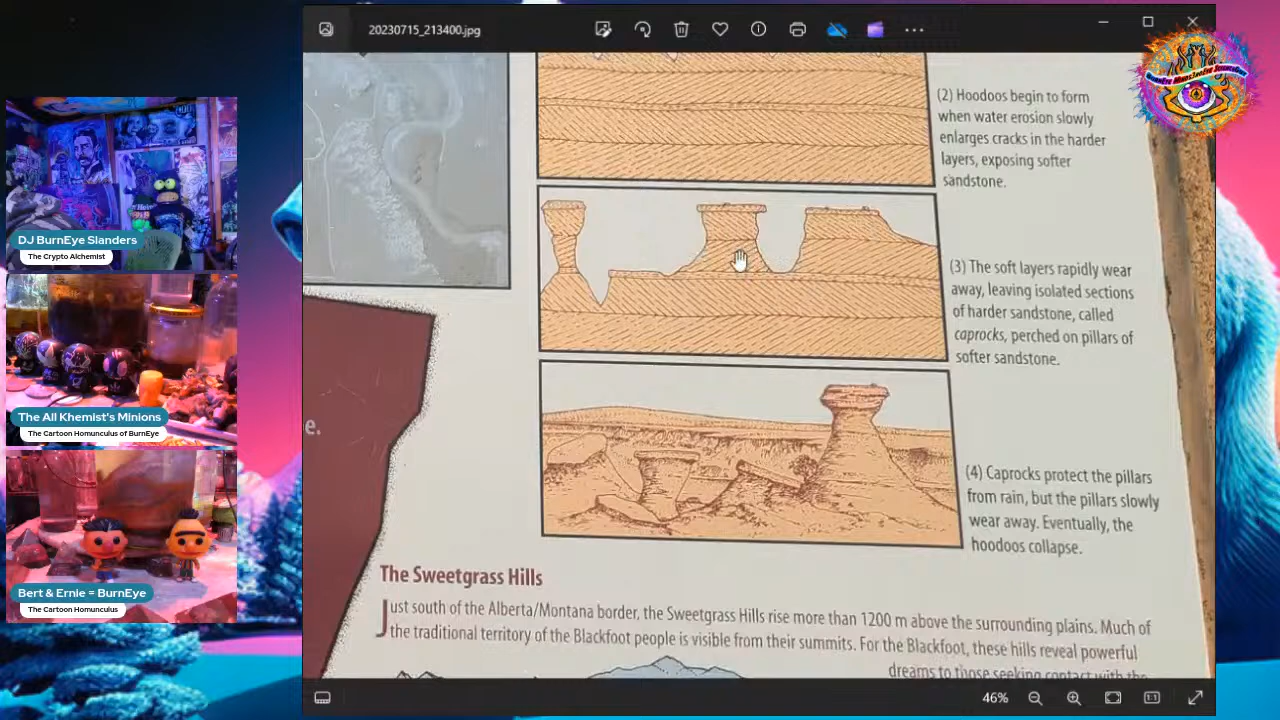 20230715_213400.jpg
BurnEye MindsInEye ScienceGuy
DJ BurnEye Slanders
The Crypto Alchemist
The All Khemist's Minions
The Cartoon Homunculus of BurnEye
Bert & Ernie = BurnEye
The Cartoon Homunculus
(2) Hoodoos begin to form
when water erosion slowly
enlarges cracks in the harder
layers, exposing softer
sandstone.
(3) The soft layers rapidly wear
away, leaving isolated sections
of harder sandstone, called
caprocks, perched on pillars of
softer sandstone.
e.
(4) Caprocks protect the pillars
from rain, but the pillars slowly
wear away. Eventually, the
hoodoos collapse.
The Sweetgrass Hills
Just south of the Alberta/Montana border, the Sweetgrass Hills rise more than 1200 m above the surrounding plains. Much of
the traditional territory of the Blackfoot people is visible from their summits. For the Blackfoot, these hills reveal powerful
dreams to those seeking contact with the
46%
1:1